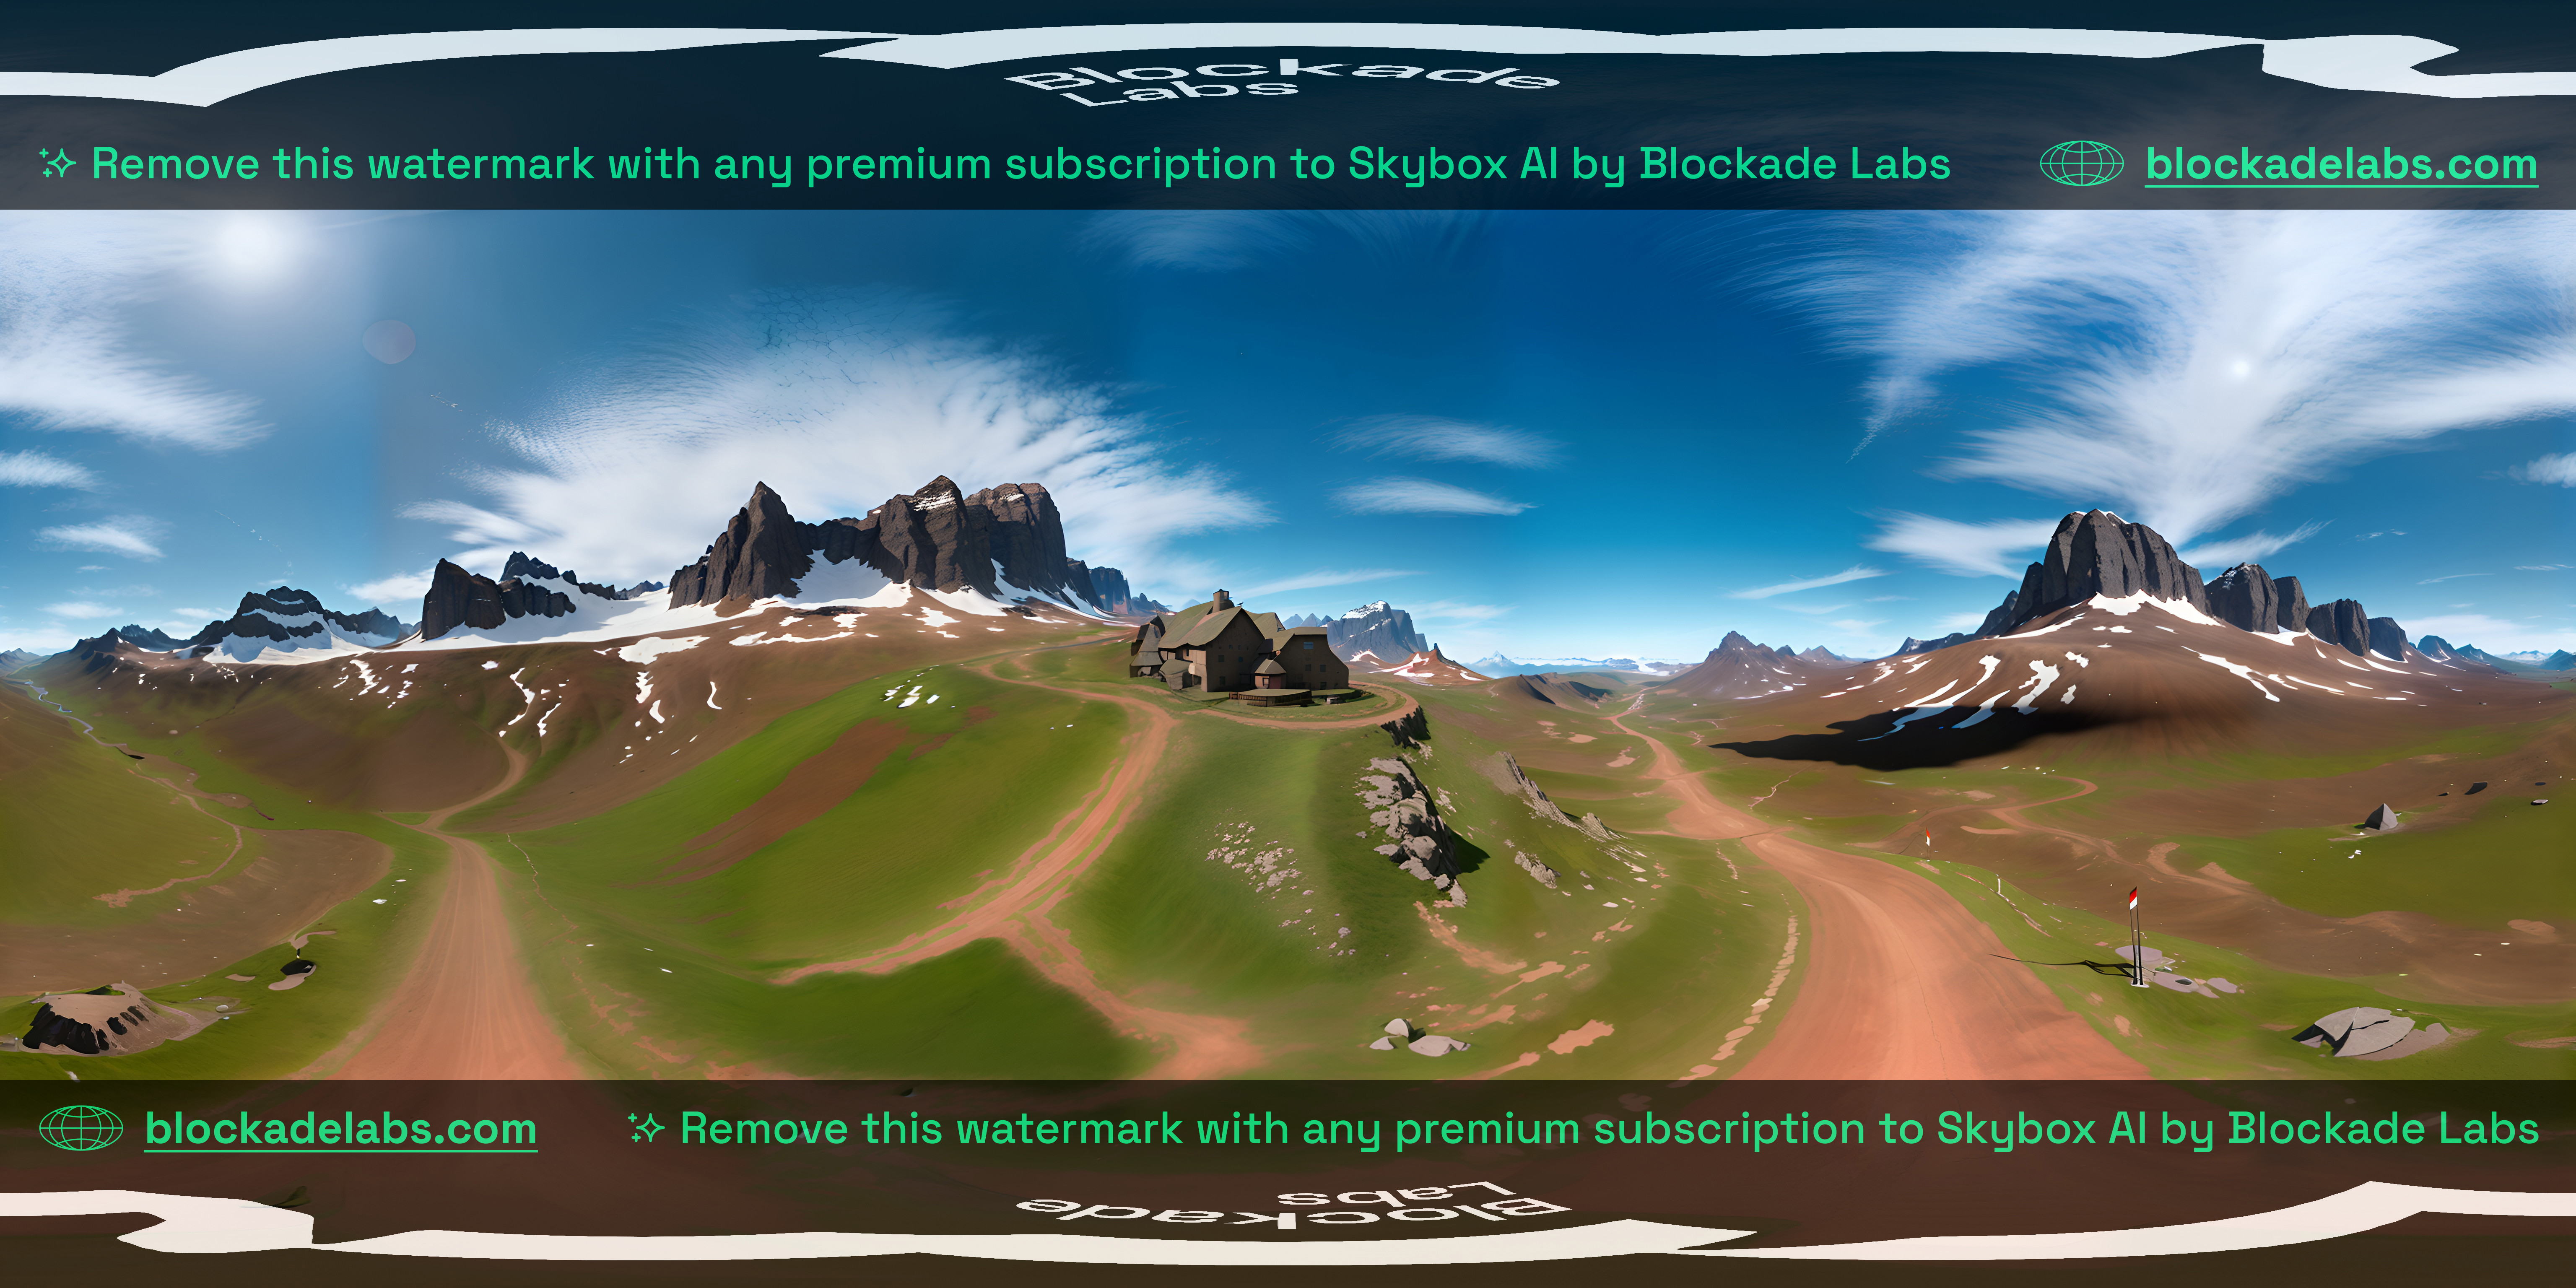 Blockade
Labs
Remove this watermark with any premium subscription to Skybox AI by Blockade Labs
blockadelabs.com
blockadelabs.com
Remove this watermark with any premium subscription to Skybox AI by Blockade Labs
Blockade
Labs